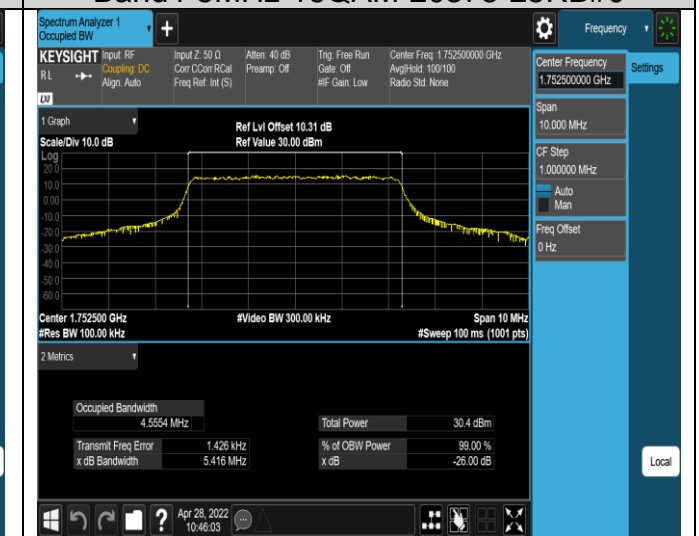 Spectrum Analyzer 1
Occupied BW
+
Frequency
KEYSIGHT
RL
LXI
Input: RF
Coupling: DC
Align: Auto
Input Z: 50 Ω
Corr CCorr RCal
Freq Ref: Int (S)
Atten: 40 dB
Preamp: Off
Trig: Free Run
Gate: Off
#IF Gain: Low
Center Freq: 1.752500000 GHz
Avg|Hold: 100/100
Radio Std: None
Center Frequency
1.752500000 GHz
Settings
Span
10.000 MHz
CF Step
1.000000 MHz
Auto
Man
Freq Offset
0 Hz
1 Graph
Scale/Div 10.0 dB
Ref Lvl Offset 10.31 dB
Ref Value 30.00 dBm
Log
20.0
10.0
0.00
-10.0
-20.0
-30.0
-40.0
-50.0
-60.0
Center 1.752500 GHz
#Video BW 300.00 kHz
Span 10 MHz
#Res BW 100.00 kHz
#Sweep 100 ms (1001 pts)
2 Metrics
Occupied Bandwidth
4.5554 MHz
Total Power 30.4 dBm
Transmit Freq Error 1.426 kHz
% of OBW Power 99.00 %
x dB Bandwidth 5.416 MHz
x dB -26.00 dB
Local
?
Apr 28, 2022
10:46:03